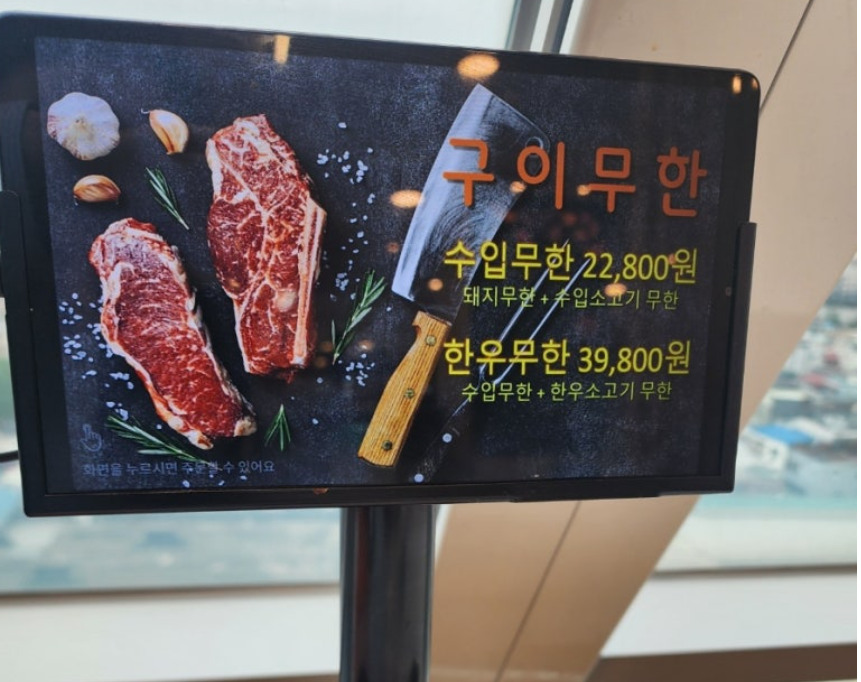 구이무한
수입무한 22,800원
돼지무한 + 수입소고기 무한
한우무한 39,800원
수입무한 + 한우소고기 무한
화면을 누르시면 주문할 수 있어요